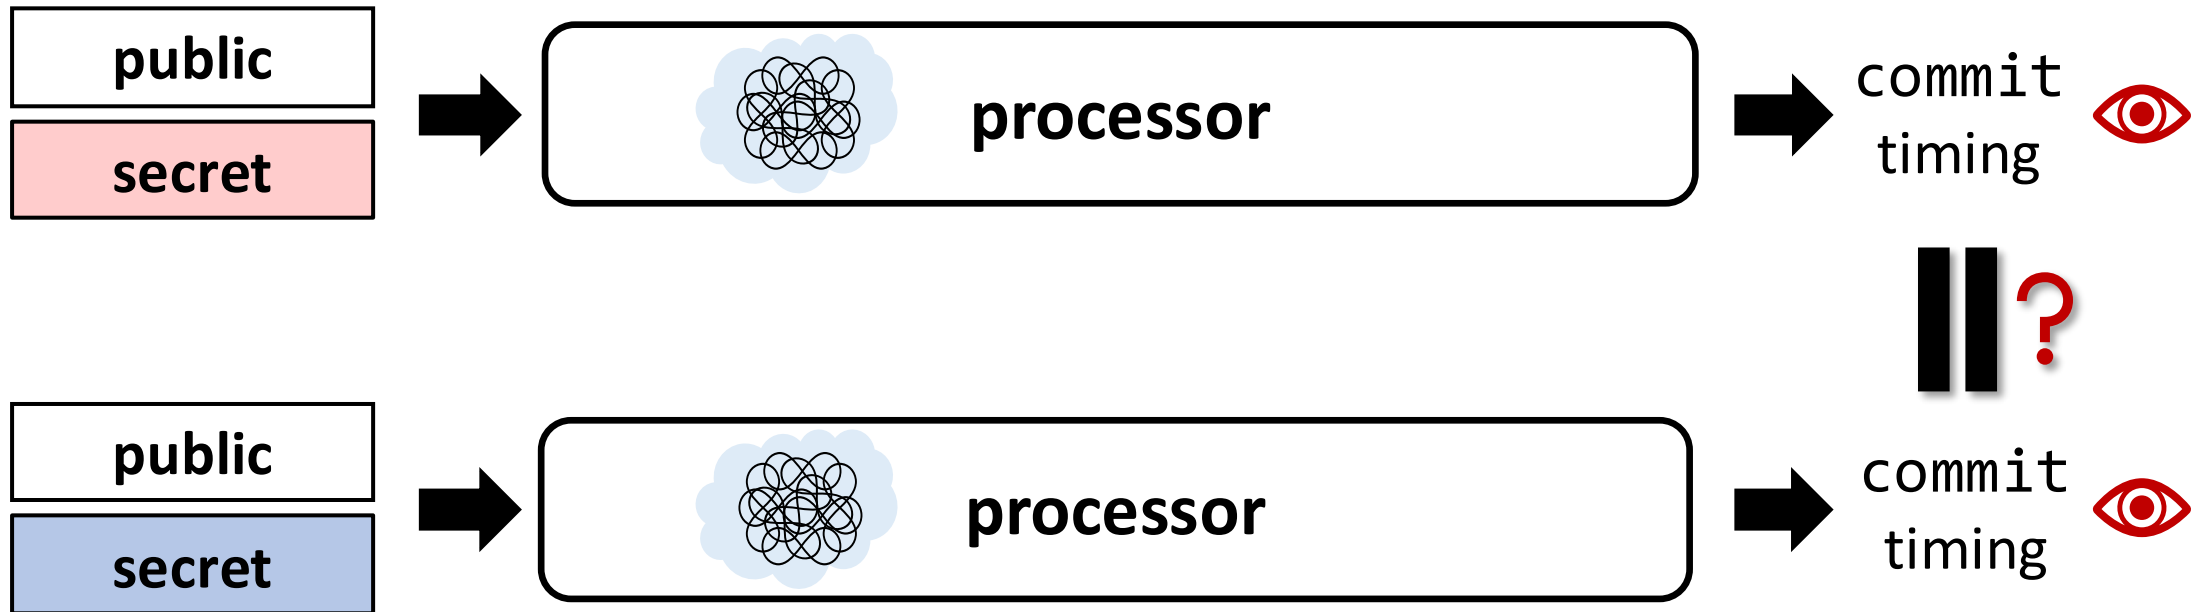 public
secret
processor
commit
timing
?
public
secret
processor
commit
timing